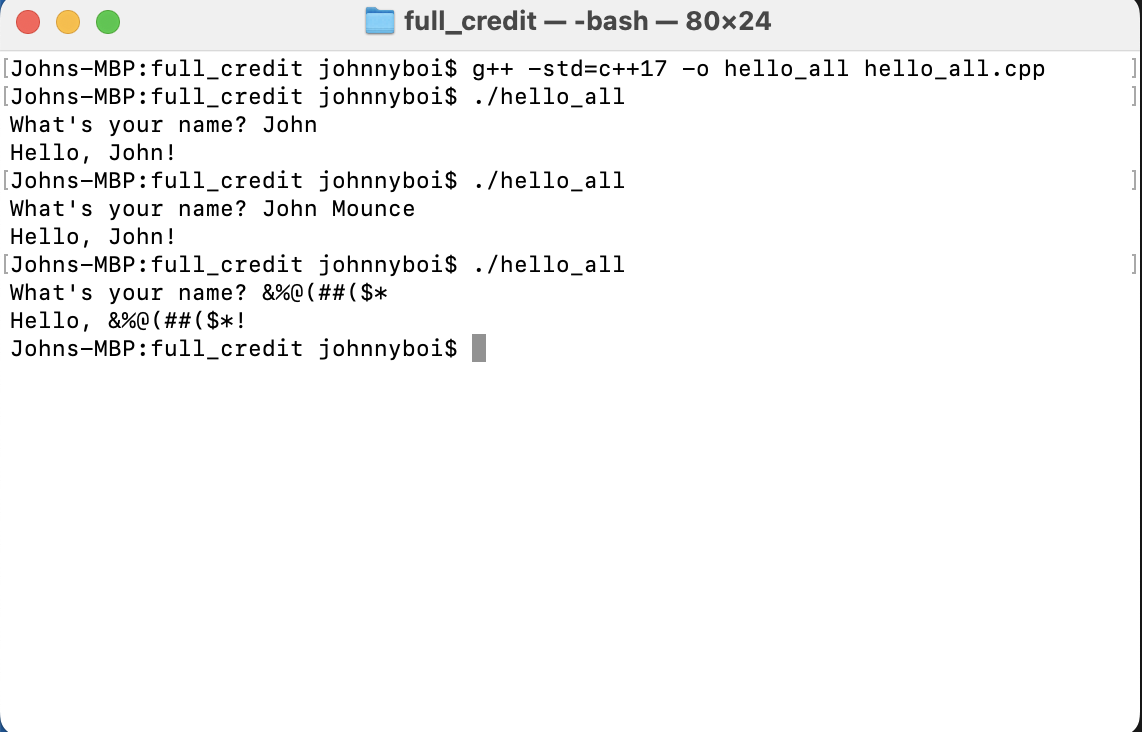 full_credit — -bash — 80×24
[Johns-MBP:full_credit johnnyboi$ g++ -std=c++17 -o hello_all hello_all.cpp ]
[Johns-MBP:full_credit johnnyboi$ ./hello_all ]
What's your name? John
Hello, John!
[Johns-MBP:full_credit johnnyboi$ ./hello_all ]
What's your name? John Mounce
Hello, John!
[Johns-MBP:full_credit johnnyboi$ ./hello_all ]
What's your name? &%@(##($*
Hello, &%@(##($*!
Johns-MBP:full_credit johnnyboi$